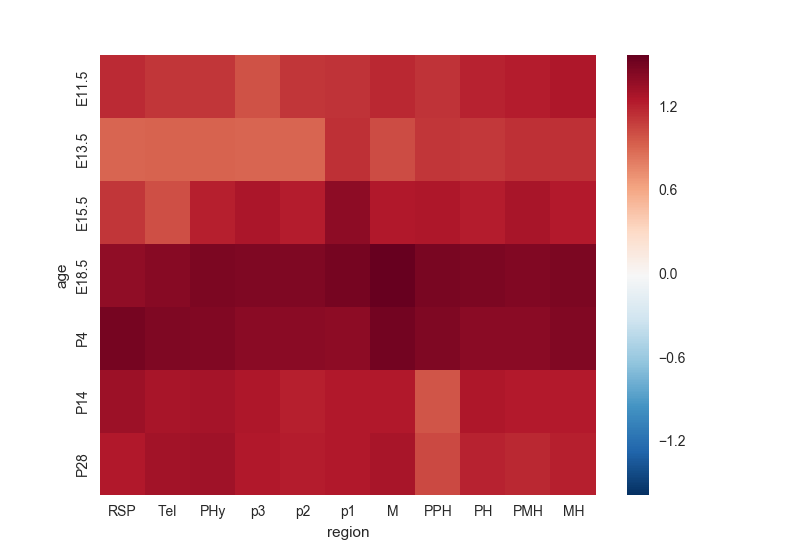 E11.5
E13.5
E15.5
E18.5
P4
P14
P28
age
RSP Tel PHy p3 p2 p1 M PPH PH PMH MH
region
1.2
0.6
0.0
−0.6
−1.2